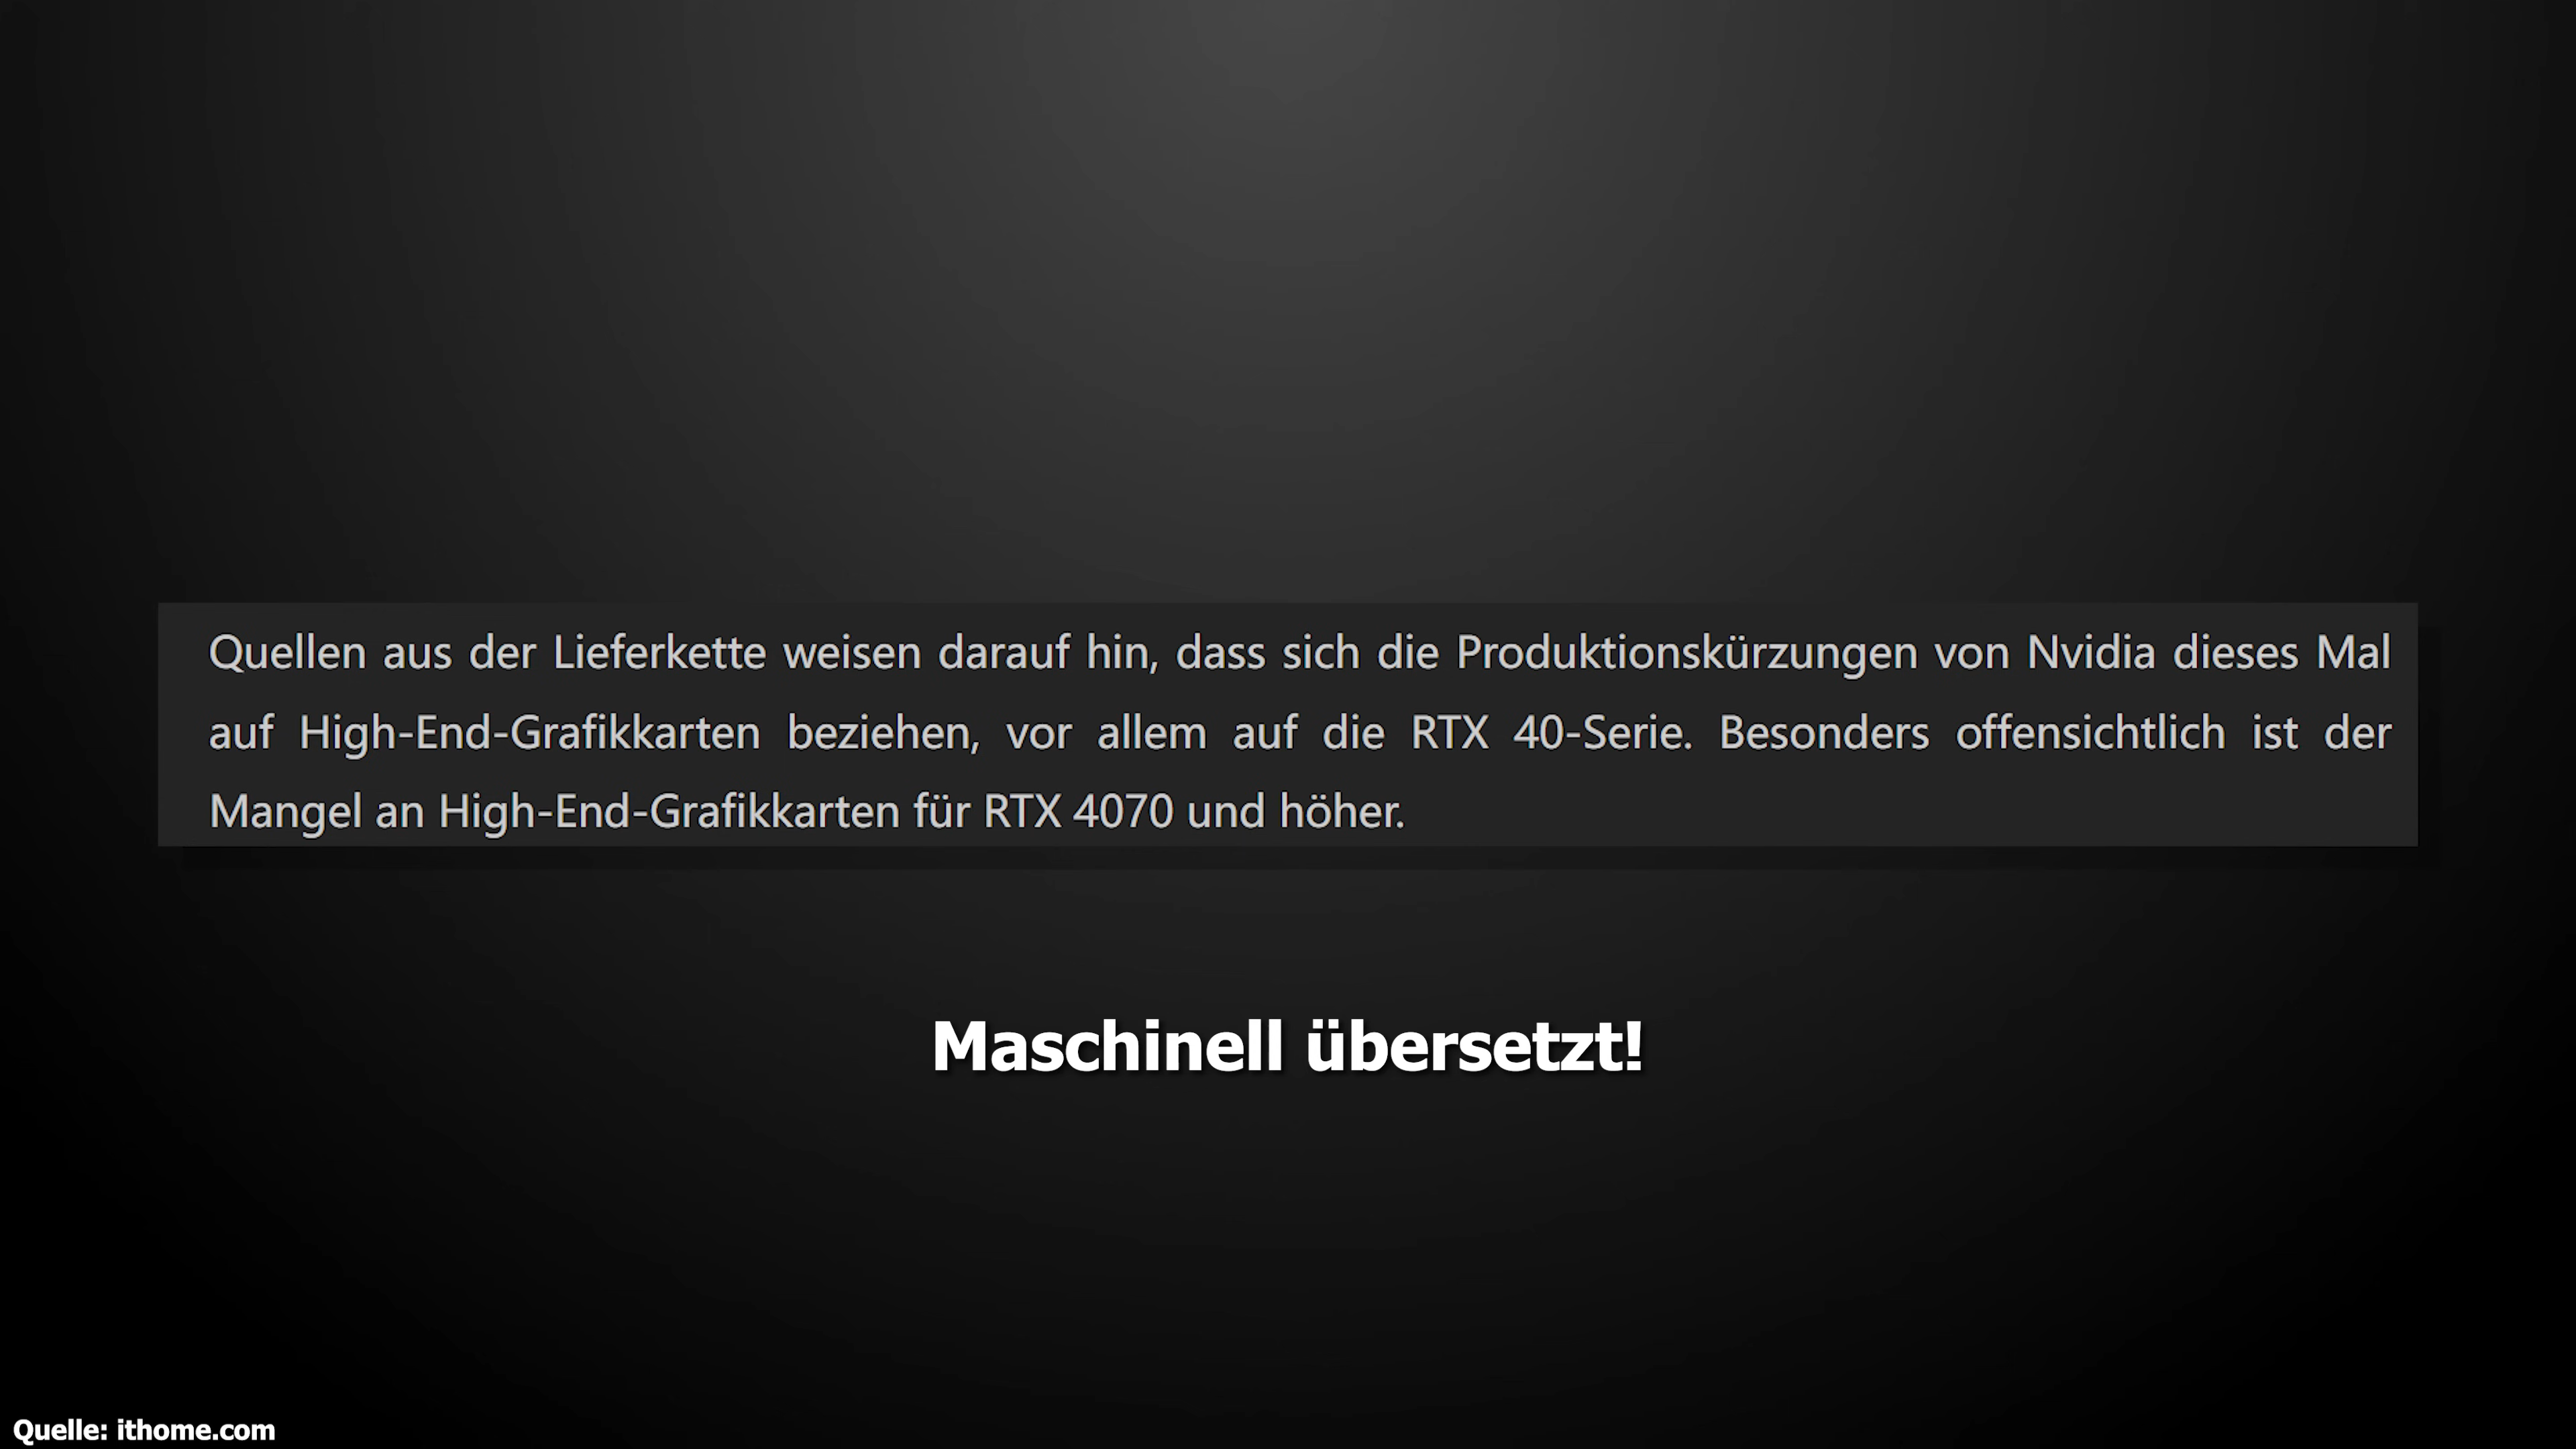 Quellen aus der Lieferkette weisen darauf hin, dass sich die Produktionskürzungen von Nvidia dieses Mal
auf High-End-Grafikkarten beziehen, vor allem auf die RTX 40-Serie. Besonders offensichtlich ist der
Mangel an High-End-Grafikkarten für RTX 4070 und höher.
Maschinell übersetzt!
Quelle: ithome.com